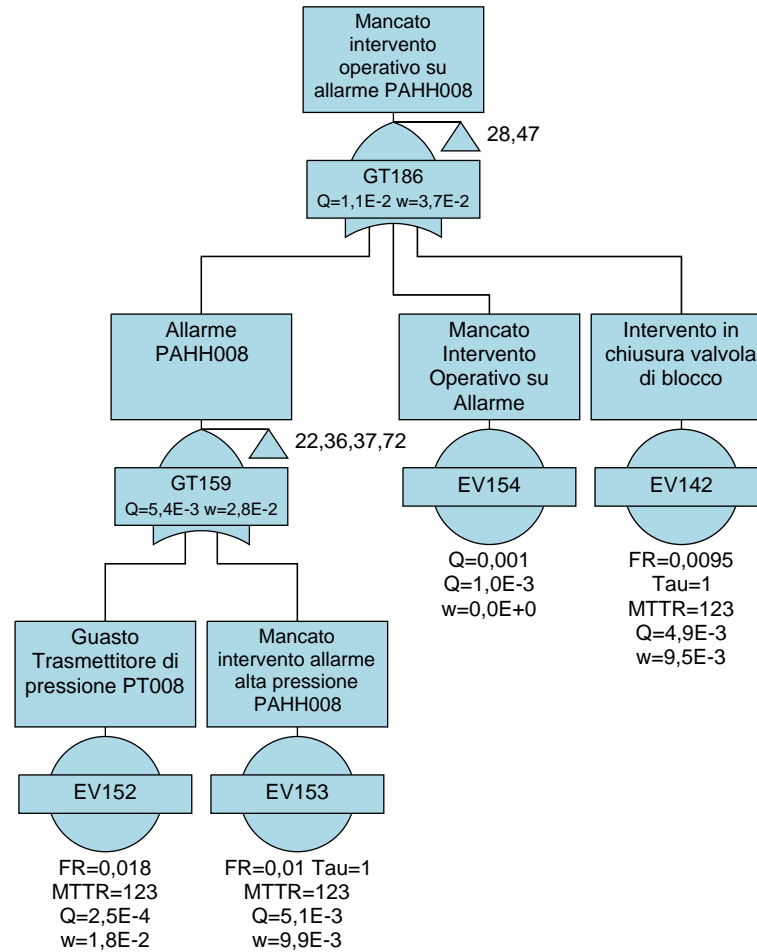 Mancato
intervento
operativo su
allarme PAHH008
28,47
GT186
Q=1,1E-2 w=3,7E-2
Allarme
PAHH008
22,36,37,72
GT159
Q=5,4E-3 w=2,8E-2
Mancato
Intervento
Operativo su
Allarme
EV154
Q=0,001
Q=1,0E-3
w=0,0E+0
Intervento in
chiusura valvola
di blocco
EV142
FR=0,0095
Tau=1
MTTR=123
Q=4,9E-3
w=9,5E-3
Guasto
Trasmettitore di
pressione PT008
EV152
FR=0,018
MTTR=123
Q=2,5E-4
w=1,8E-2
Mancato
intervento allarme
alta pressione
PAHH008
EV153
FR=0,01 Tau=1
MTTR=123
Q=5,1E-3
w=9,9E-3